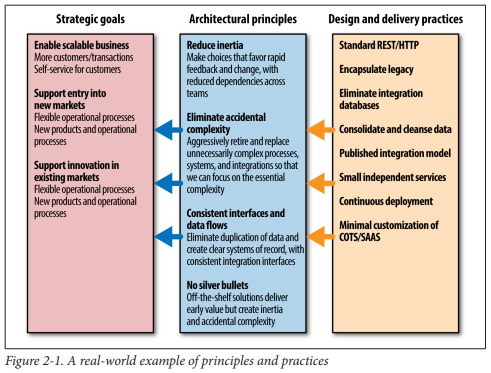 Strategic goals
Enable scalable business
More customers/transactions
Self-service for customers
Support entry into
new markets
Flexible operational processes
New products and operational
processes
Support innovation in
existing markets
Flexible operational processes
New products and operational
processes
Architectural principles
Reduce inertia
Make choices that favor rapid
feedback and change, with
reduced dependencies across
teams
Eliminate accidental
complexity
Aggressively retire and replace
unnecessarily complex processes,
systems, and integrations so that
we can focus on the essential
complexity
Consistent interfaces and
data flows
Eliminate duplication of data and
create clear systems of record, with
consistent integration interfaces
No silver bullets
Off-the-shelf solutions deliver
early value but create inertia
and accidental complexity
Design and delivery practices
Standard REST/HTTP
Encapsulate legacy
Eliminate integration
databases
Consolidate and cleanse data
Published integration model
Small independent services
Continuous deployment
Minimal customization of
COTS/SAAS
Figure 2-1. A real-world example of principles and practices